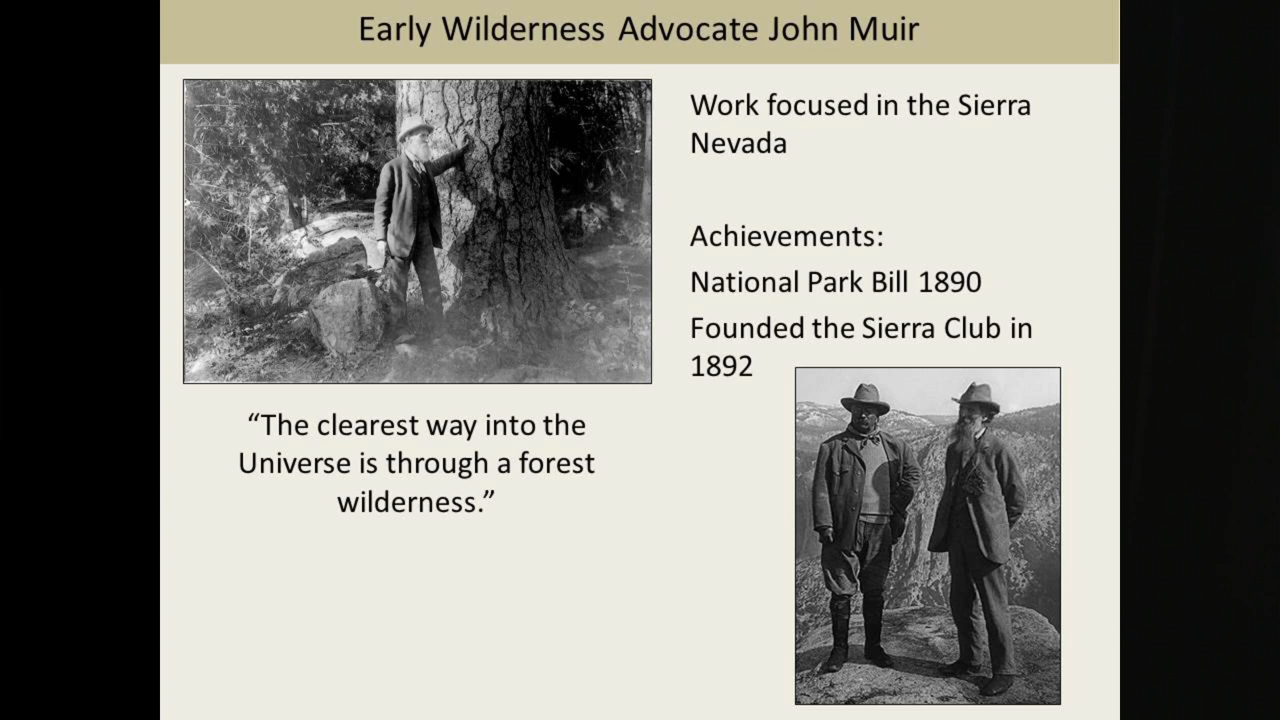 Early Wilderness Advocate John Muir
Work focused in the Sierra
Nevada
Achievements:
National Park Bill 1890
Founded the Sierra Club in
1892
“The clearest way into the
Universe is through a forest
wilderness.”